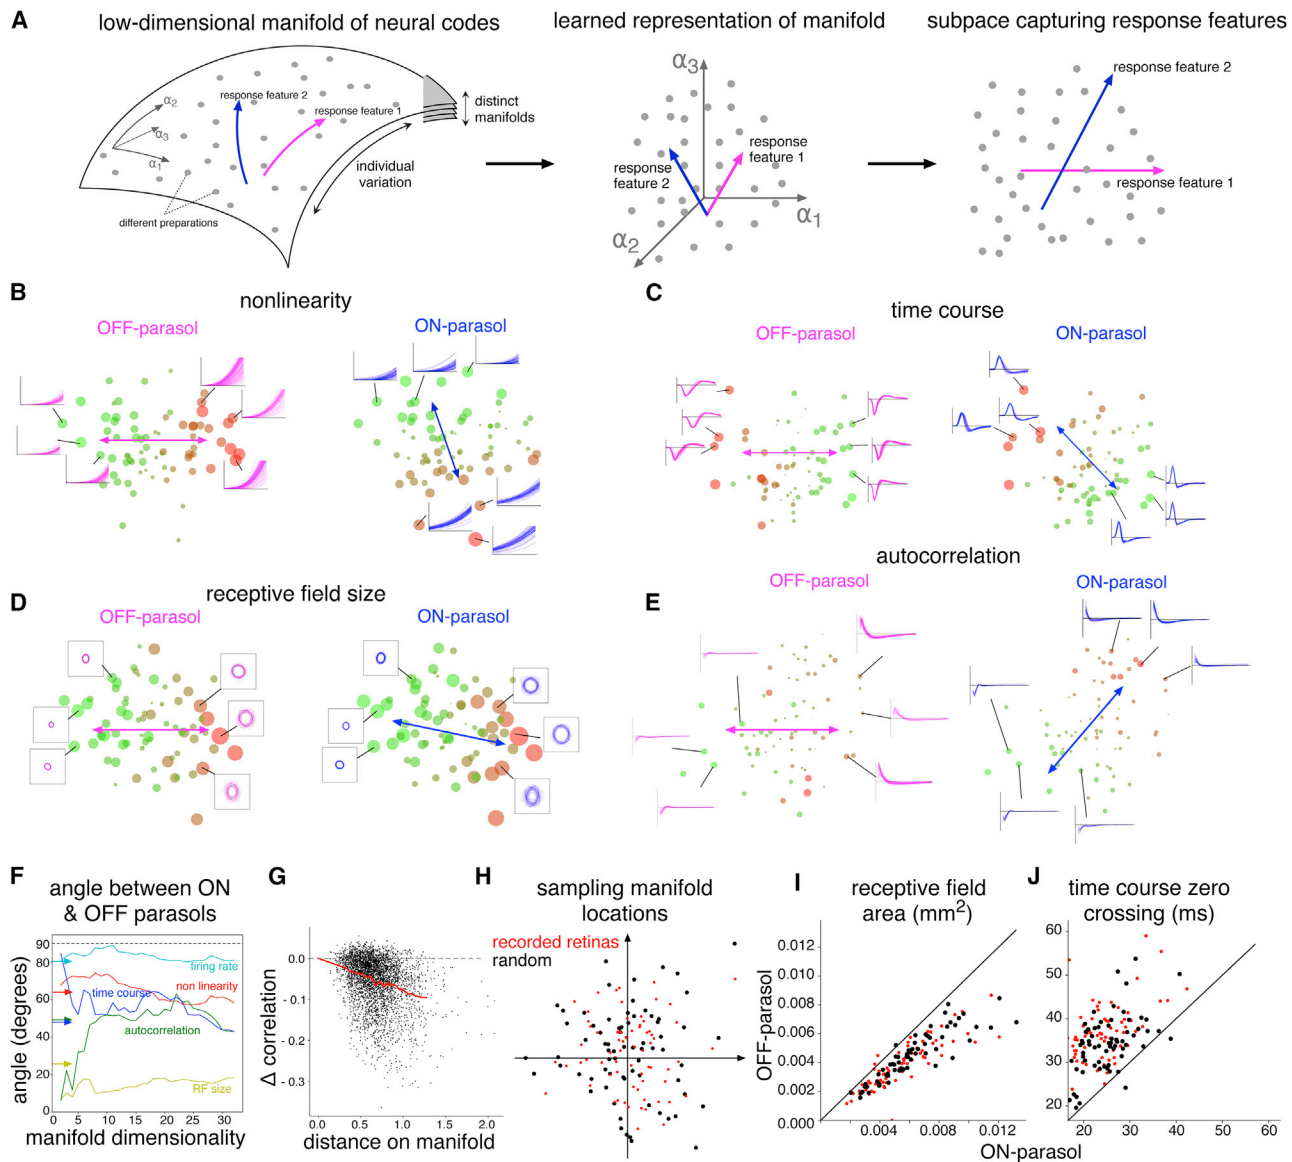 A
low-dimensional manifold of neural codes
learned representation of manifold
subpace capturing response features
α2
α3
α1
response feature 2
response feature 1
distinct
manifolds
individual
variation
different preparations
α3
response
feature 1
response
feature 2
α1
α2
response feature 2
response feature 1
B
nonlinearity
OFF-parasol
ON-parasol
C
time course
OFF-parasol
ON-parasol
D
receptive field size
OFF-parasol
ON-parasol
E
autocorrelation
OFF-parasol
ON-parasol
F
angle between ON
& OFF parasols
angle (degrees)
90
80
60
40
20
0
firing rate
non linearity
time course
autocorrelation
RF size
0 5 10 15 20 25 30
manifold dimensionality
G
Δ correlation
0.0
- 0.1
- 0.2
- 0.3
0.0 0.5 1.0 1.5 2.0
distance on manifold
H
sampling manifold
locations
recorded retinas
random
I
receptive field
area (mm2)
OFF-parasol
0.012
0.010
0.008
0.006
0.004
0.002
0.000
0.004 0.008 0.012
J
time course zero
crossing (ms)
60
50
40
30
20
20 30 40 50 60
ON-parasol